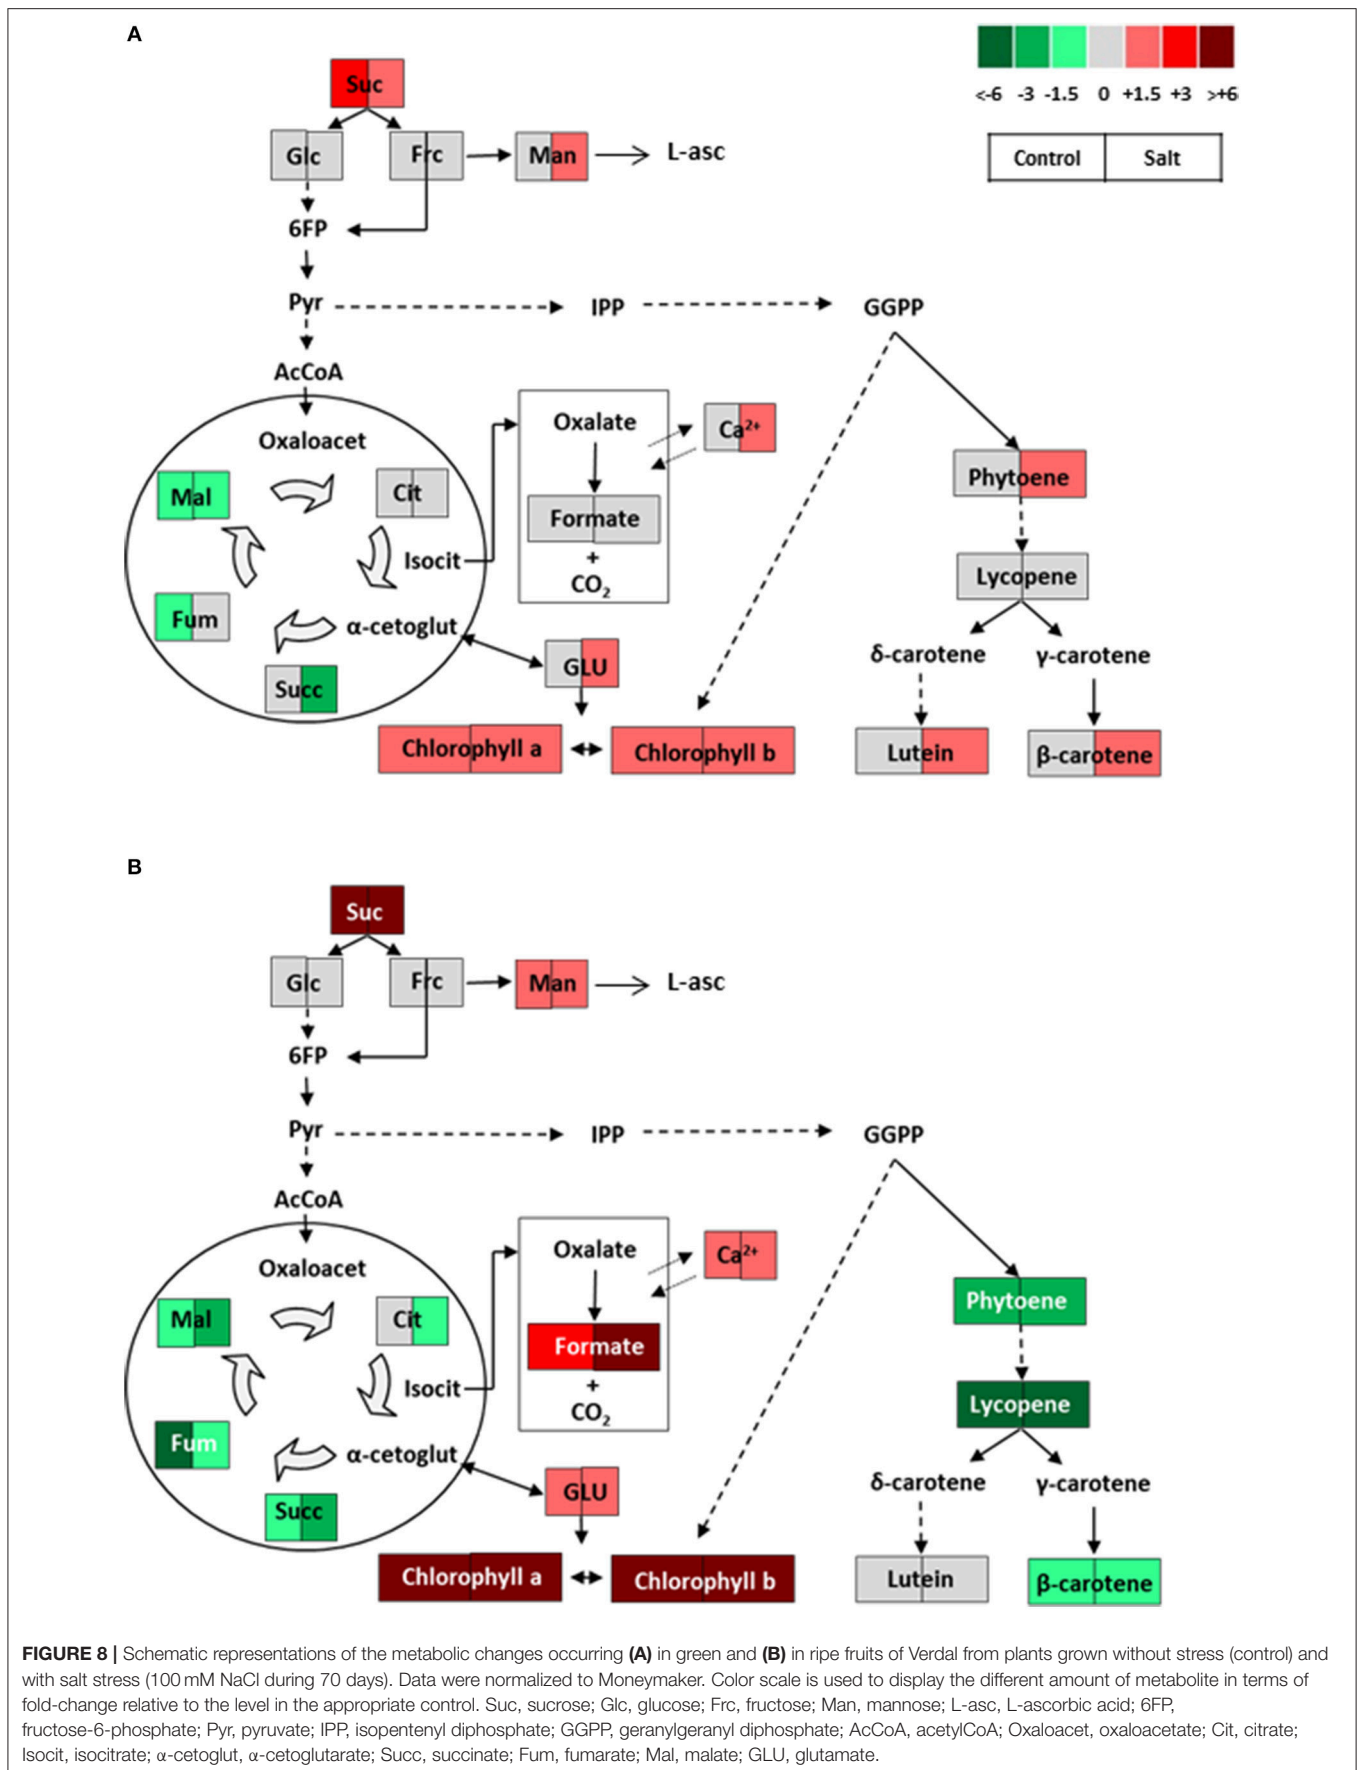 A
Suc
<-6 -3 -1.5 0 +1.5 +3 >+6
Control Salt
Glc Frc Man L-asc
6FP
Pyr IPP GGPP
AcCoA
Oxaloacet
Oxalate Ca²⁺
Mal Cit
Phytoene
Formate
Isocit
+
CO₂
Lycopene
Fum α-cetoglut
δ-carotene γ-carotene
GLU
Succ
Chlorophyll a Chlorophyll b Lutein β-carotene
B
Suc
Glc Frc Man L-asc
6FP
Pyr IPP GGPP
AcCoA
Oxaloacet
Oxalate Ca²⁺
Mal Cit
Phytoene
Formate
Isocit
+
CO₂
Lycopene
Fum α-cetoglut
δ-carotene γ-carotene
GLU
Succ
Chlorophyll a Chlorophyll b Lutein β-carotene
FIGURE 8 | Schematic representations of the metabolic changes occurring (A) in green and (B) in ripe fruits of Verdal from plants grown without stress (control) and
with salt stress (100 mM NaCl during 70 days). Data were normalized to Moneymaker. Color scale is used to display the different amount of metabolite in terms of
fold-change relative to the level in the appropriate control. Suc, sucrose; Glc, glucose; Frc, fructose; Man, mannose; L-asc, L-ascorbic acid; 6FP,
fructose-6-phosphate; Pyr, pyruvate; IPP, isopentenyl diphosphate; GGPP, geranylgeranyl diphosphate; AcCoA, acetylCoA; Oxaloacet, oxaloacetate; Cit, citrate;
Isocit, isocitrate; α-cetoglut, α-cetoglutarate; Succ, succinate; Fum, fumarate; Mal, malate; GLU, glutamate.